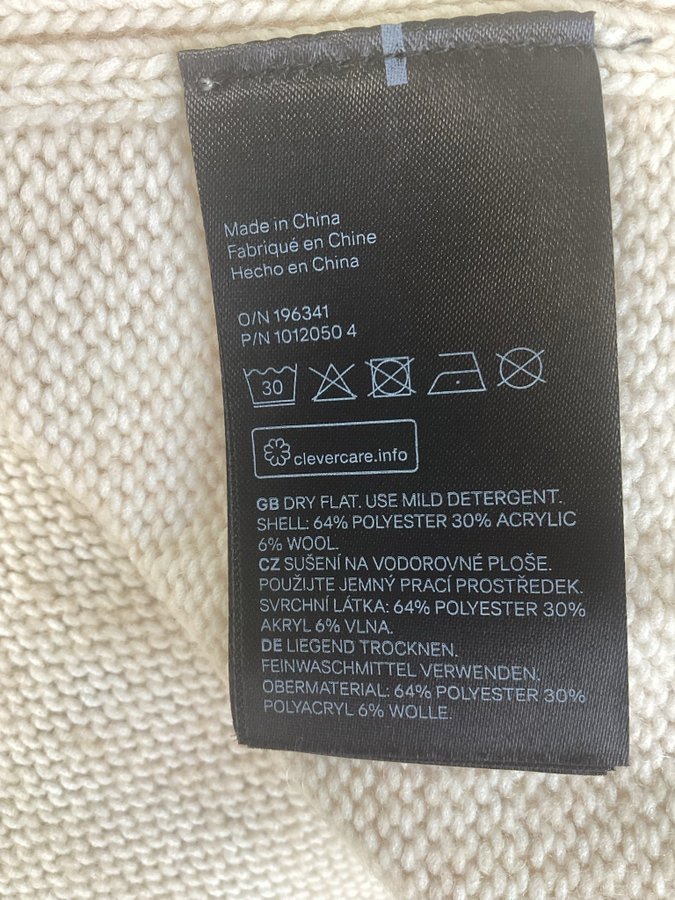 Made in China
Fabriqué en Chine
Hecho en China
O/N 196341
P/N 1012050 4
30
clevercare.info
GB DRY FLAT. USE MILD DETERGENT.
SHELL: 64% POLYESTER 30% ACRYLIC
6% WOOL.
CZ SUŠENÍ NA VODOROVNÉ PLOŠE.
POUŽIJTE JEMNÝ PRACÍ PROSTŘEDEK.
SVRCHNÍ LÁTKA: 64% POLYESTER 30%
AKRYL 6% VLNA.
DE LIEGEND TROCKNEN.
FEINWASCHMITTEL VERWENDEN.
OBERMATERIAL: 64% POLYESTER 30%
POLYACRYL 6% WOLLE.